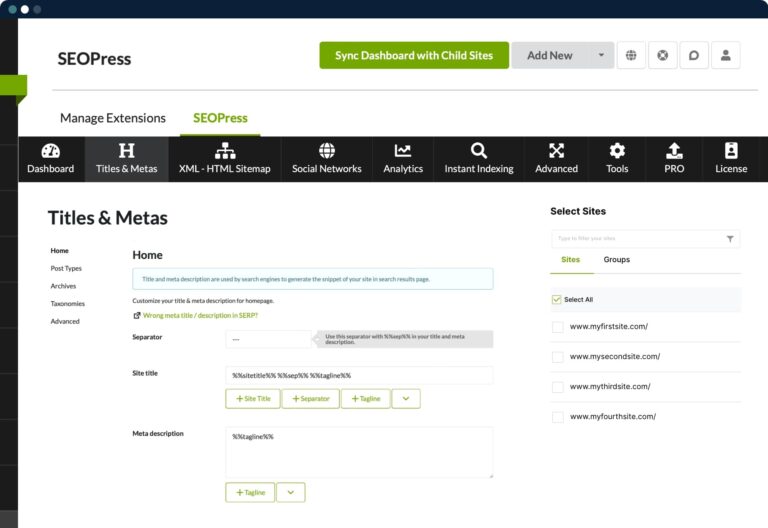 SEOPress
Sync Dashboard with Child Sites
Add New
Manage Extensions
SEOPress
Dashboard
Titles & Metas
XML - HTML Sitemap
Social Networks
Analytics
Instant Indexing
Advanced
Tools
PRO
License
Titles & Metas
Home
Post Types
Archives
Taxonomies
Advanced
Home
Title and meta description are used by search engines to generate the snippet of your site in search results page.
Customize your title & meta description for homepage.
Wrong meta title / description in SERP?
Separator
---
Use this separator with %%sep%% in your title and meta
description.
Site title
%%sitetitle%% %%sep%% %%tagline%%
+ Site Title
+ Separator
+ Tagline
Meta description
%%tagline%%
+ Tagline
Select Sites
Type to filter your sites
Sites
Groups
Select All
www.myfirstsite.com/
www.mysecondsite.com/
www.mythirdsite.com/
www.myfourthsite.com/